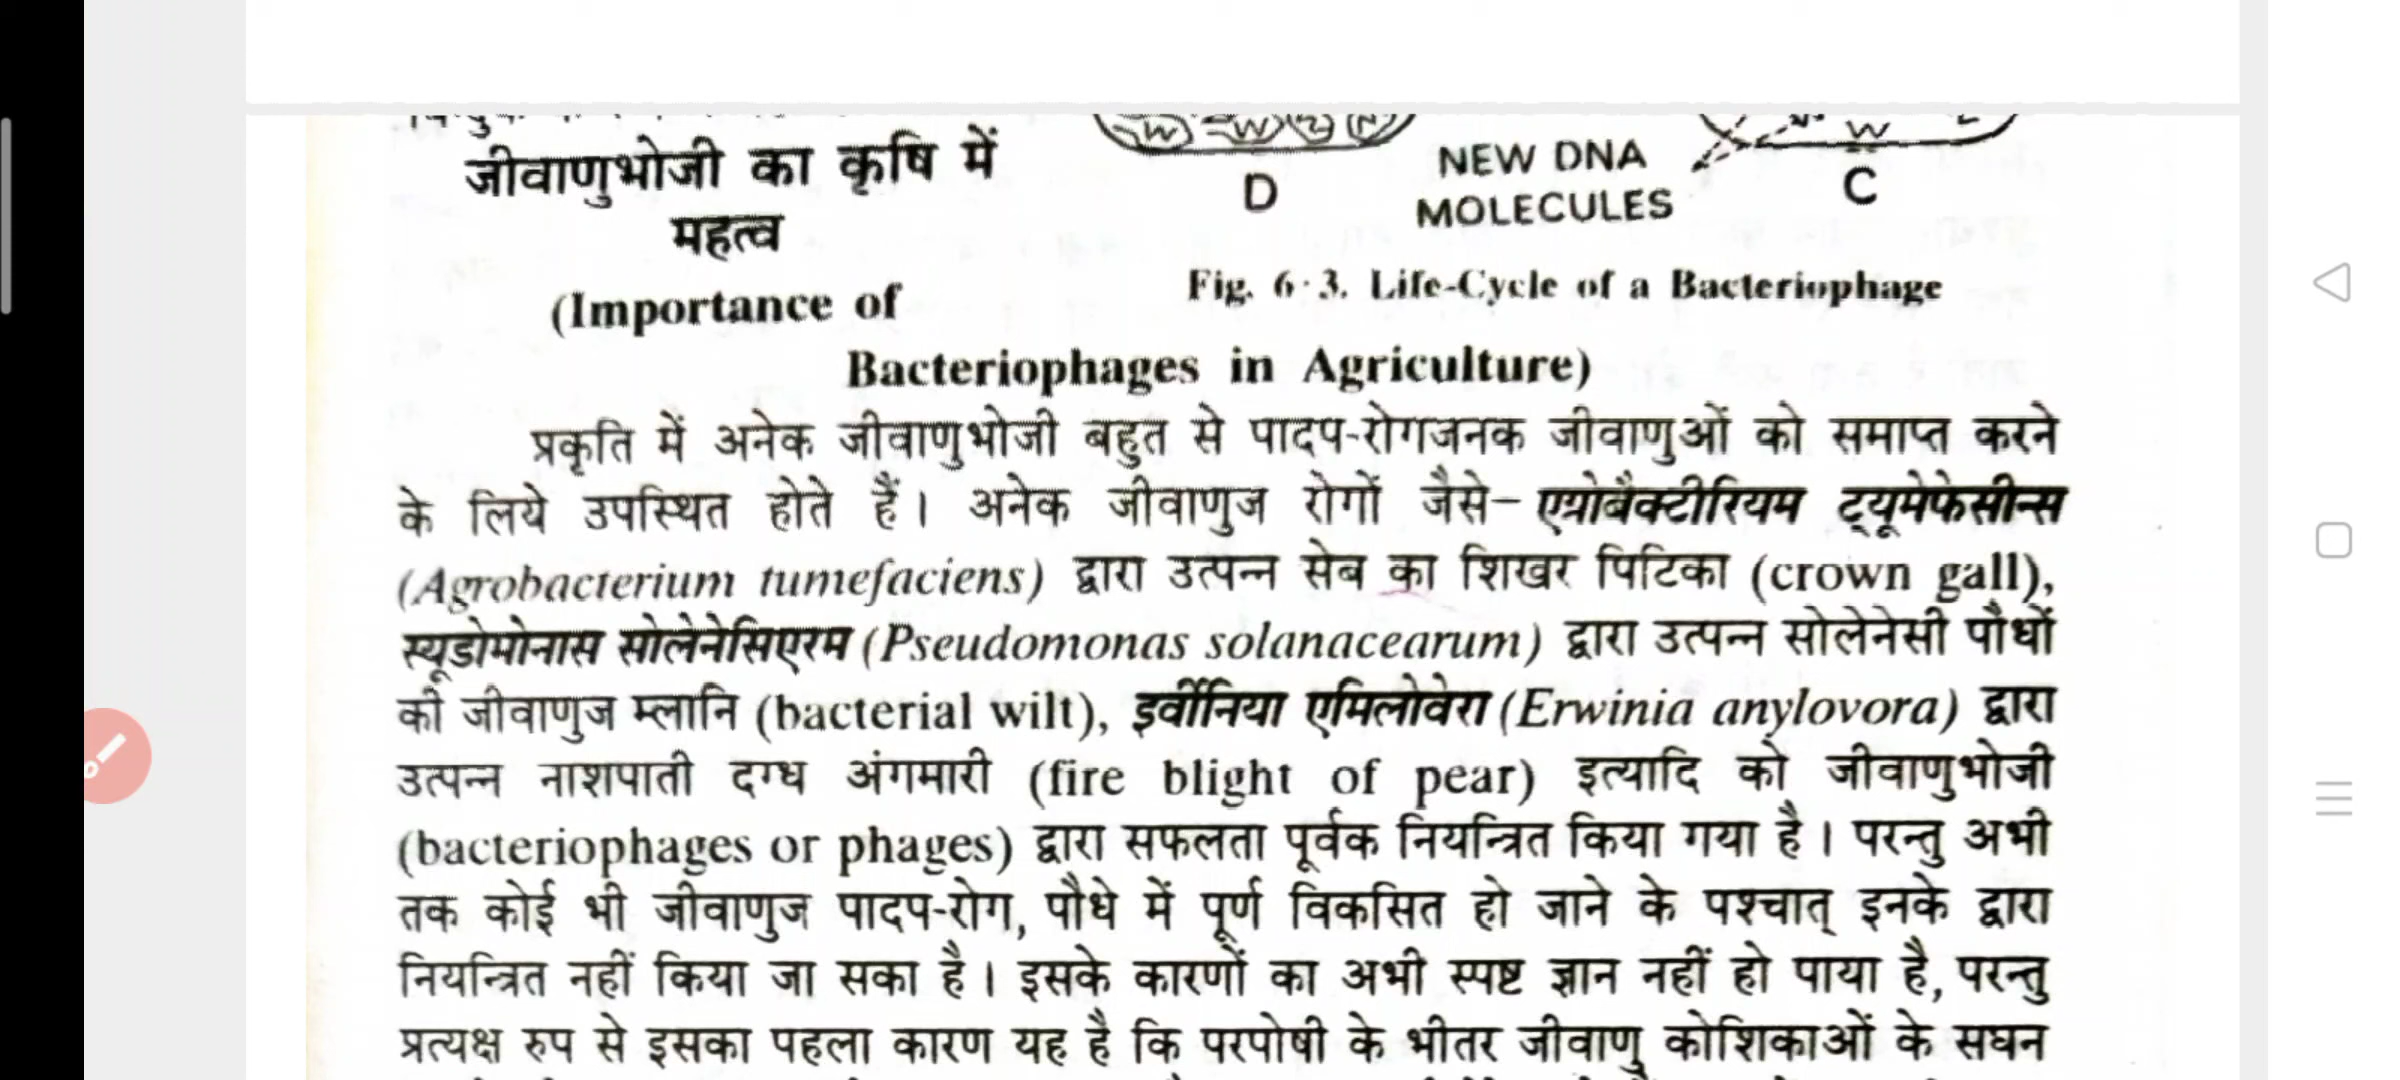 जीवाणुभोजी का कृषि में
महत्व
(Importance of
Bacteriophages in Agriculture)
D
NEW DNA
MOLECULES
C
Fig. 6·3. Life-Cycle of a Bacteriophage
प्रकृति में अनेक जीवाणुभोजी बहुत से पादप-रोगजनक जीवाणुओं को समाप्त करने
के लिये उपस्थित होते हैं। अनेक जीवाणुज रोगों जैसे– एग्रोबैक्टीरियम ट्यूमेफेसीन्स
(Agrobacterium tumefaciens) द्वारा उत्पन्न सेब का शिखर पिटिका (crown gall),
स्यूडोमोनास सोलेनेसिएरम (Pseudomonas solanacearum) द्वारा उत्पन्न सोलेनेसी पौधों
की जीवाणुज म्लानि (bacterial wilt), इर्वीनिया एमिलोवेरा (Erwinia anylovora) द्वारा
उत्पन्न नाशपाती दग्ध अंगमारी (fire blight of pear) इत्यादि को जीवाणुभोजी
(bacteriophages or phages) द्वारा सफलता पूर्वक नियन्त्रित किया गया है। परन्तु अभी
तक कोई भी जीवाणुज पादप-रोग, पौधे में पूर्ण विकसित हो जाने के पश्चात् इनके द्वारा
नियन्त्रित नहीं किया जा सका है। इसके कारणों का अभी स्पष्ट ज्ञान नहीं हो पाया है, परन्तु
प्रत्यक्ष रुप से इसका पहला कारण यह है कि परपोषी के भीतर जीवाणु कोशिकाओं के सघन